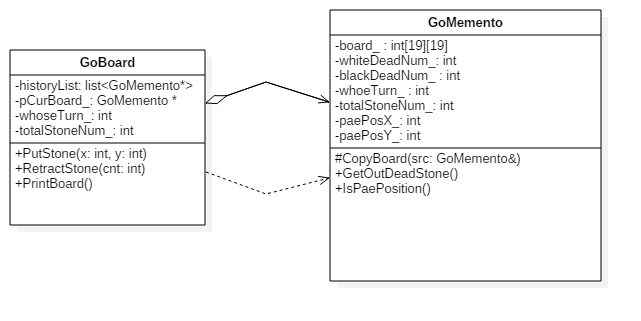 GoBoard
-historyList: list<GoMemento*>
-pCurBoard_: GoMemento *
-whoseTurn_: int
-totalStoneNum_: int
+PutStone(x: int, y: int)
+RetractStone(cnt: int)
+PrintBoard()
GoMemento
-board_ : int[19][19]
-whiteDeadNum_: int
-blackDeadNum_: int
-whoeTurn_ : int
-totalStoneNum_: int
-paePosX_: int
-paePosY_: int
#CopyBoard(src: GoMemento&)
+GetOutDeadStone()
+IsPaePosition()